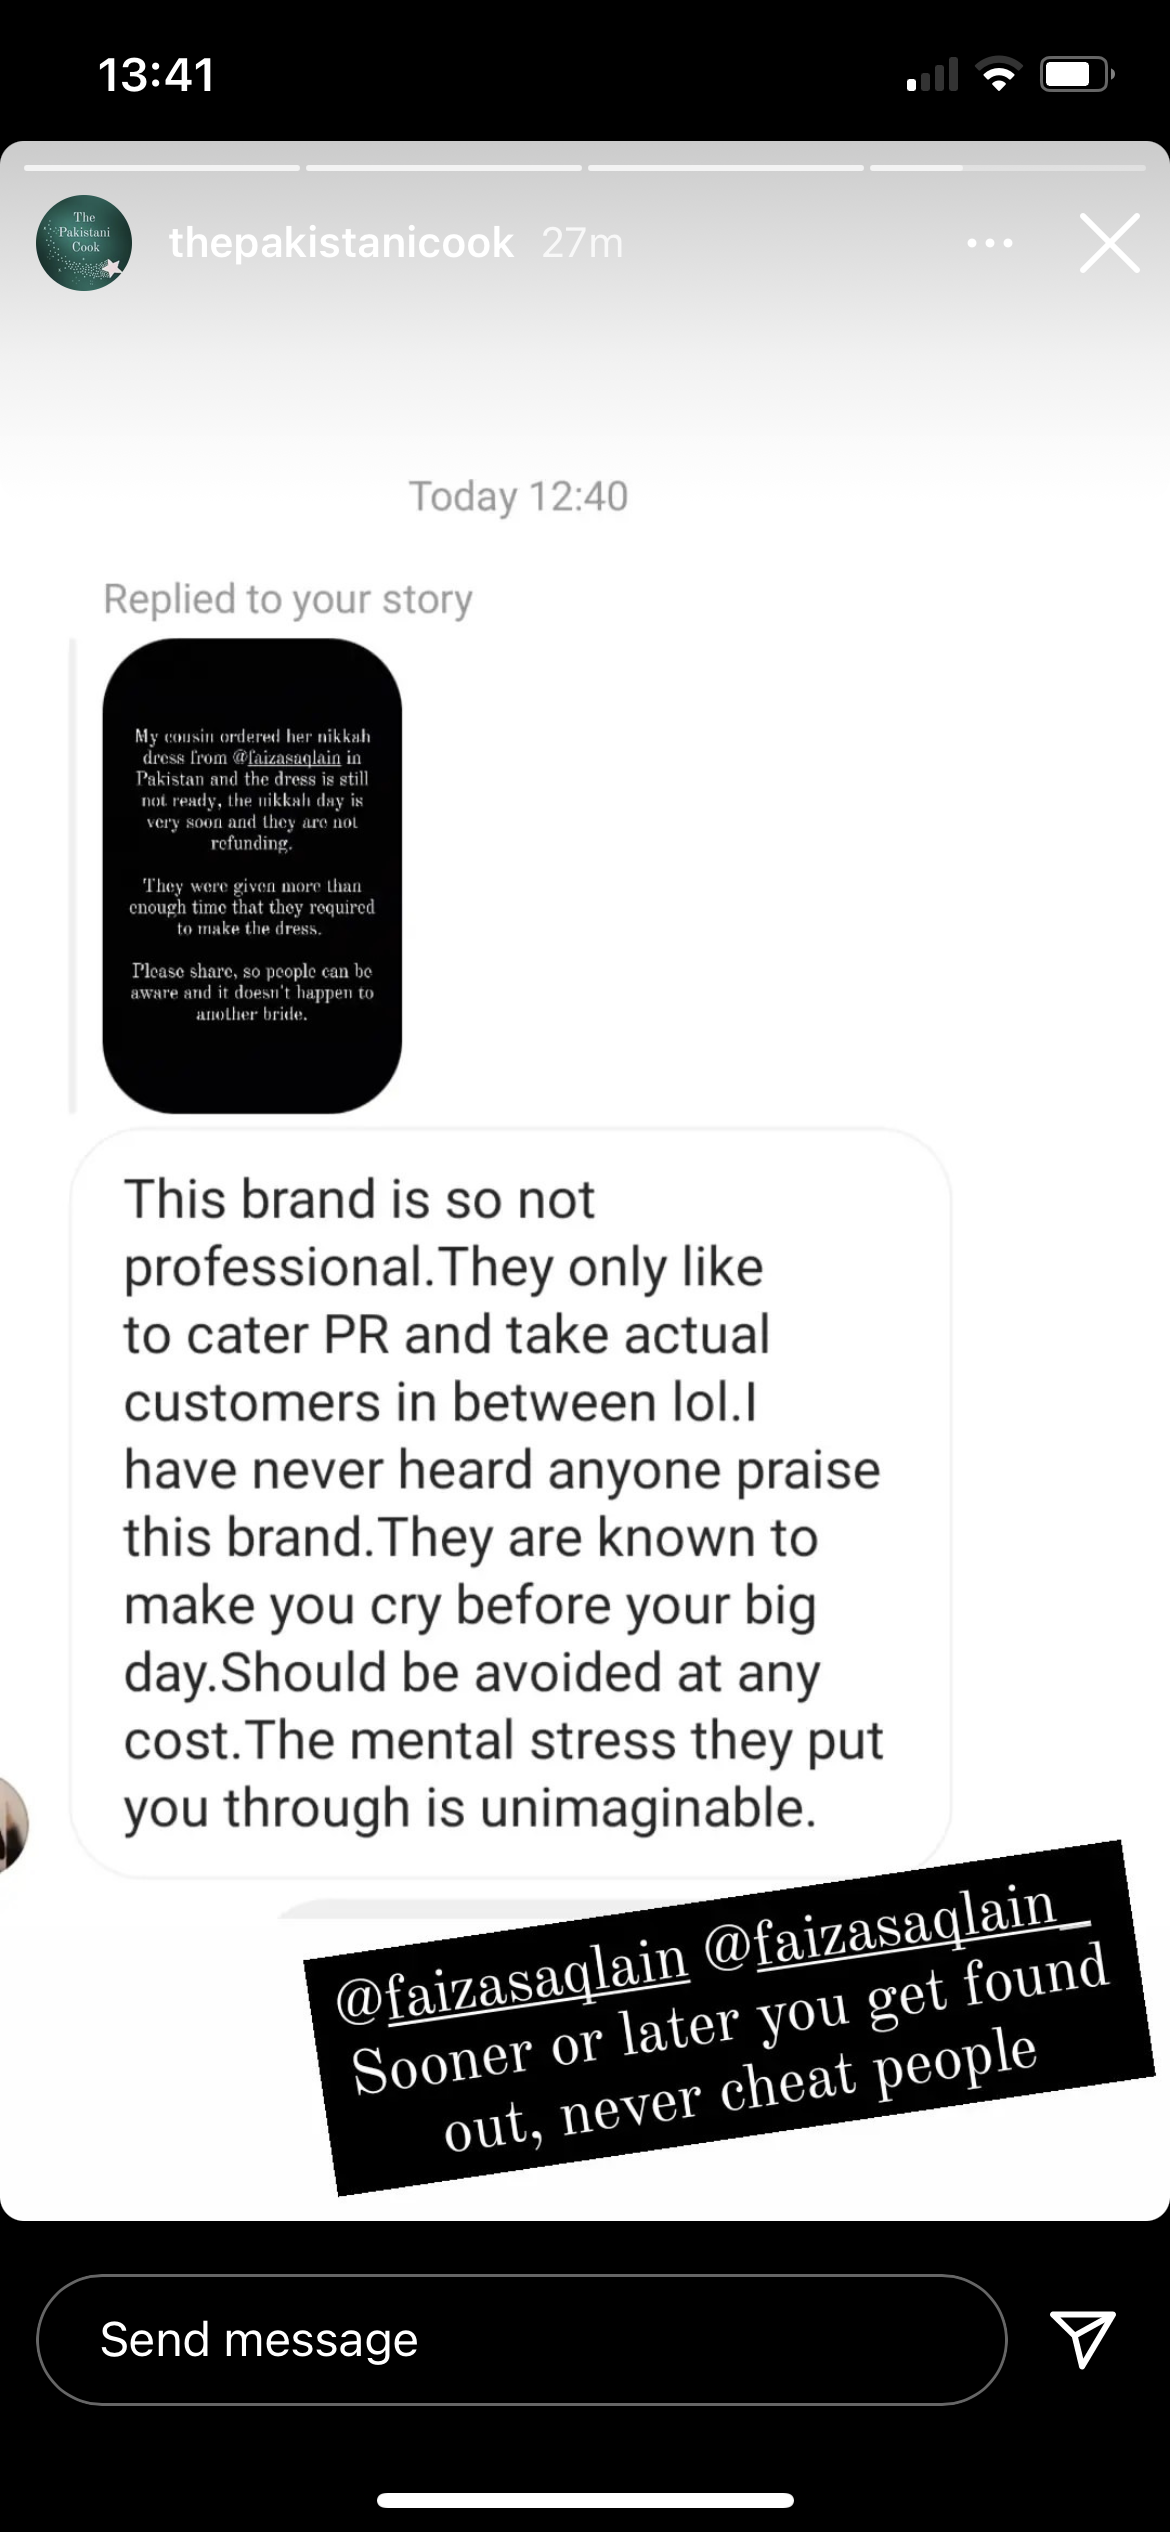 13:41
The
Pakistani
Cook
thepakistanicook 27m
Today 12:40
Replied to your story
My cousin ordered her nikkah
dress from @faizasaqlain in
Pakistan and the dress is still
not ready, the nikkah day is
very soon and they are not
refunding.
They were given more than
enough time that they required
to make the dress.
Please share, so people can be
aware and it doesn't happen to
another bride.
This brand is so not
professional.They only like
to cater PR and take actual
customers in between lol.I
have never heard anyone praise
this brand.They are known to
make you cry before your big
day.Should be avoided at any
cost.The mental stress they put
you through is unimaginable.
@faizasaqlain @faizasaqlain_
Sooner or later you get found
out, never cheat people
Send message